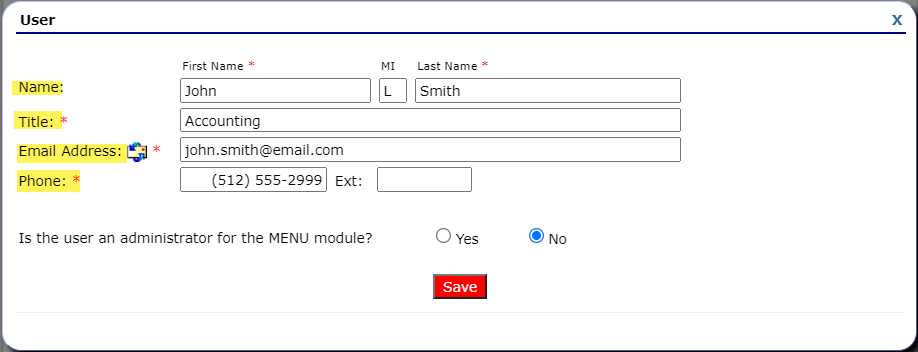 User X
First Name * MI Last Name *
Name: John L Smith
Title: * Accounting
Email Address: * john.smith@email.com
Phone: * (512) 555-2999 Ext:
Is the user an administrator for the MENU module? Yes No
Save